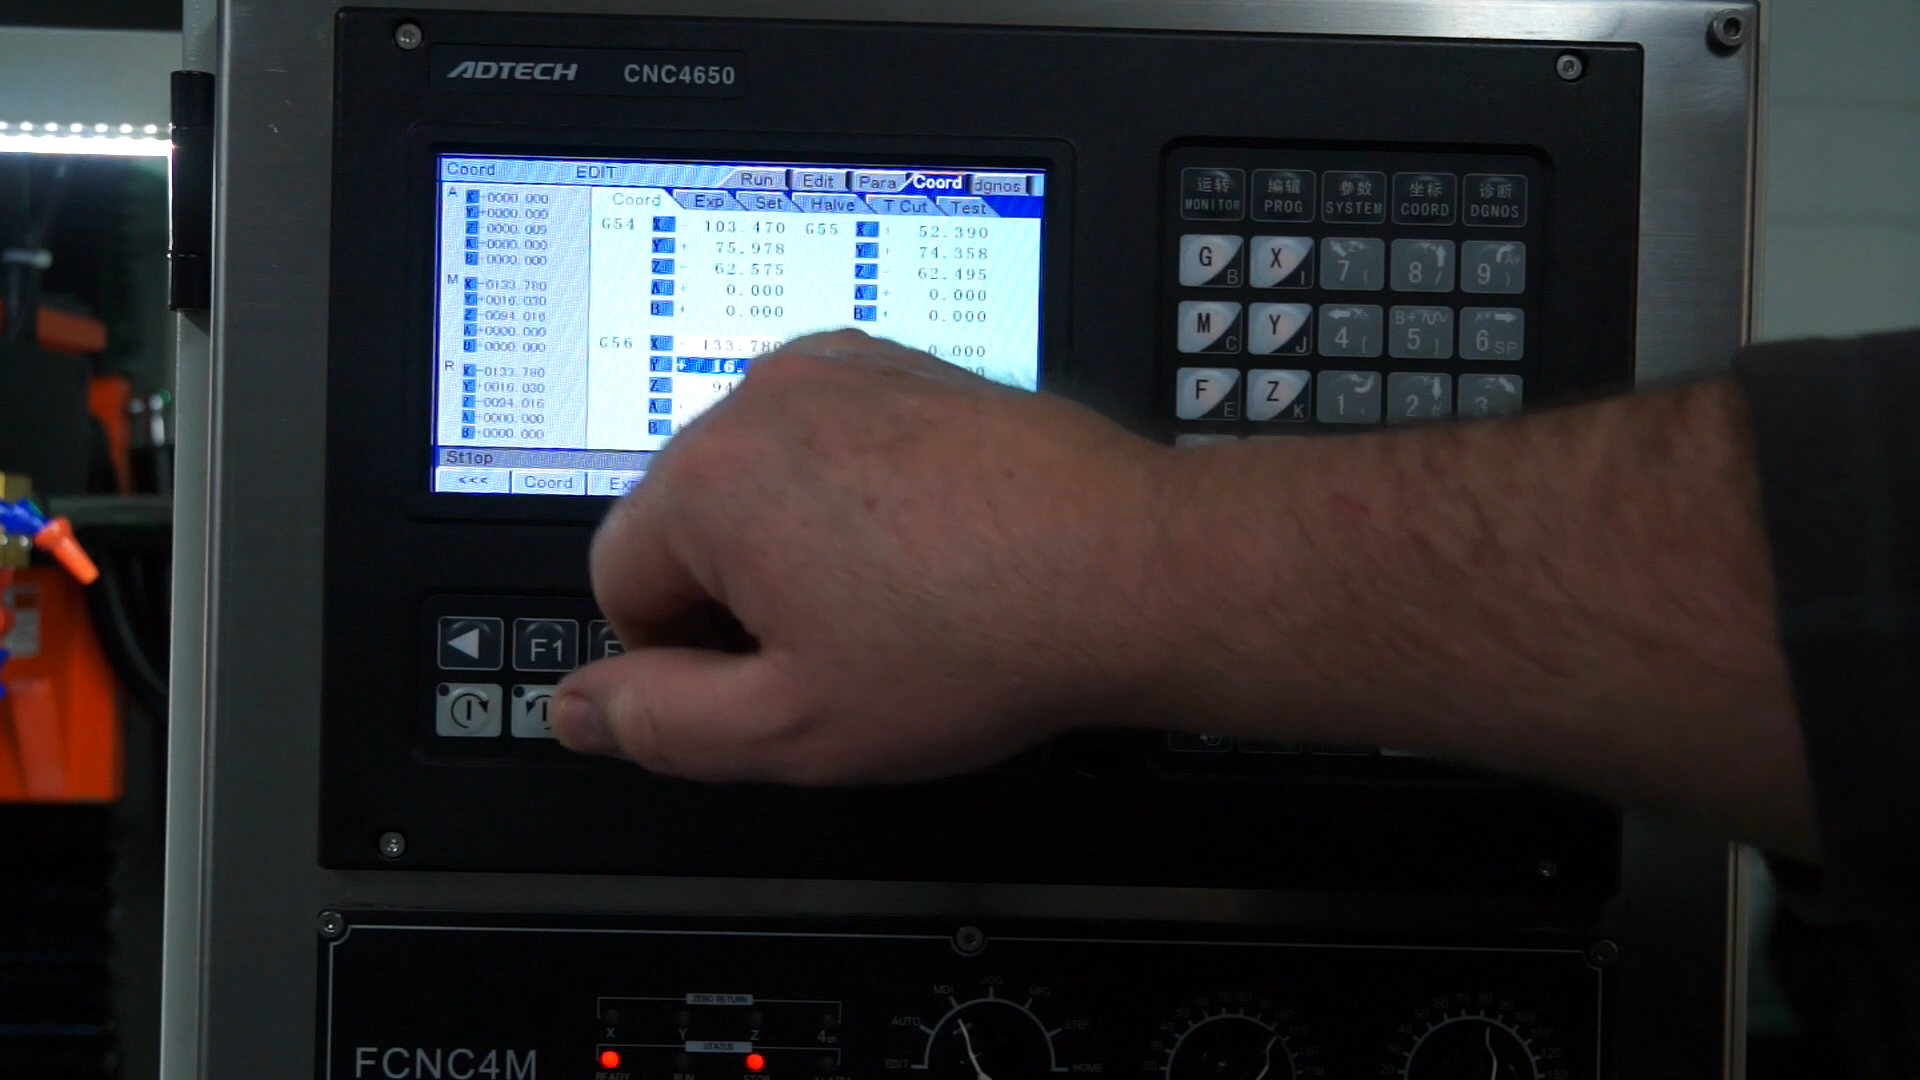 ADTECH CNC4650
Coord EDIT Run Edit Para Coord dgnos
Coord Exp Set Halve T Cut Test
A X +0000.000
Y +0000.000
Z -0000.005
A +0000.000
B +0000.000
M X -0133.780
Y +0016.030
Z -0094.016
A +0000.000
B +0000.000
R X -0133.780
Y +0016.030
Z -0094.016
A +0000.000
B +0000.000
G54 X - 103.470 G55 X + 52.390
Y + 75.978 Y + 74.358
Z - 62.575 Z - 62.495
A + 0.000 A + 0.000
B + 0.000 B + 0.000
G56 X - 133.780 0.000
Y + 16.
Z 94
A
B
St1op
<<< Coord
运转 编辑 参数 坐标 诊断
MONITOR PROG SYSTEM COORD DGNOS
G B X I 7 ( 8 / 9 )
M C Y J 4 [ B+ 5 ] 6 SP
F E Z K 1 2 3
F1
ZERO RETURN
X Y Z 4th
STATUS
READY RUN STOP ALARM
FCNC4M
EDIT AUTO MDI MPG STEP HOME